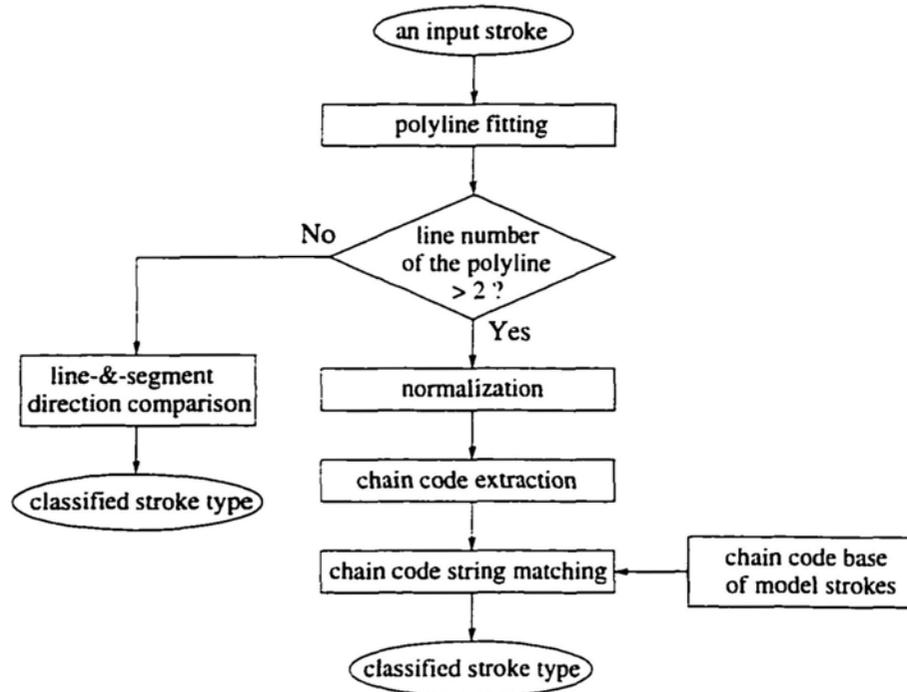 an input stroke
polyline fitting
line number
of the polyline
> 2 ?
No
Yes
line-&-segment
direction comparison
classified stroke type
normalization
chain code extraction
chain code string matching
chain code base
of model strokes
classified stroke type